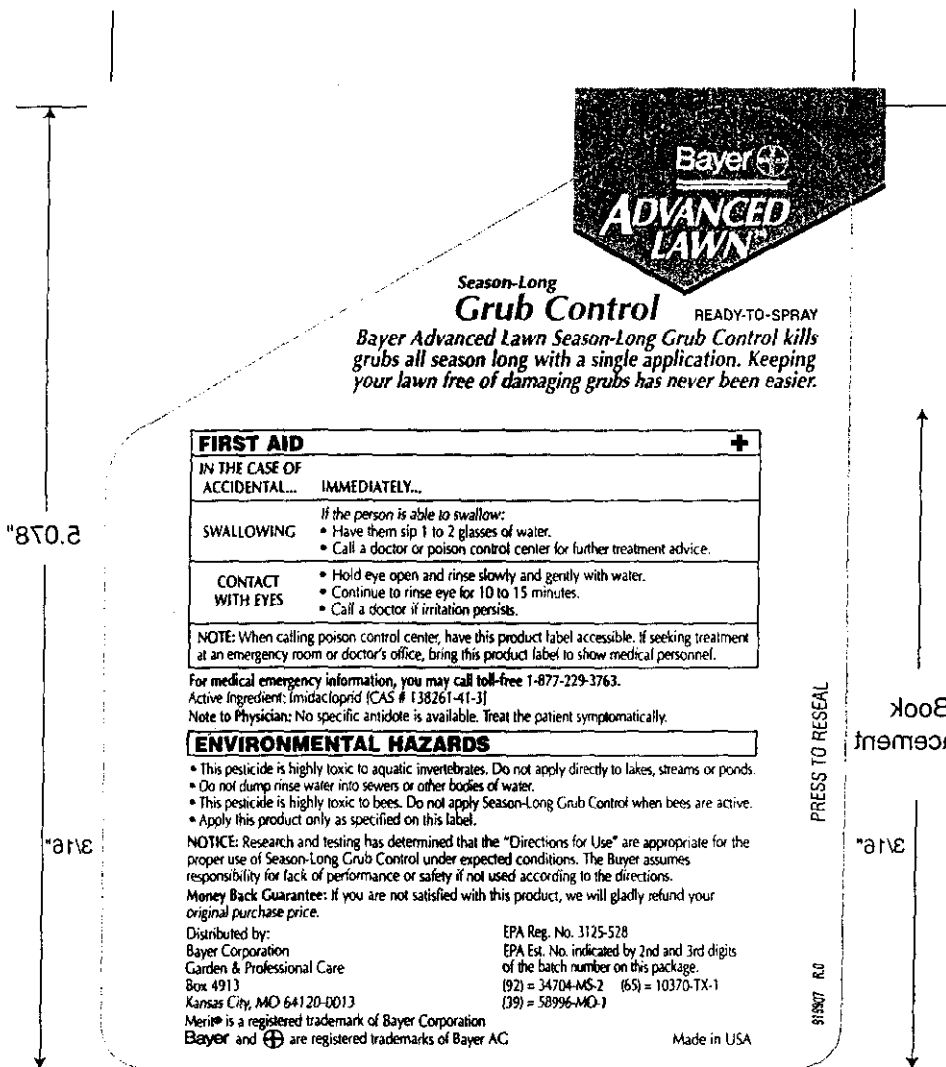 Bayer
ADVANCED
LAWN™
Season-Long
Grub Control READY-TO-SPRAY
Bayer Advanced Lawn Season-Long Grub Control kills
grubs all season long with a single application. Keeping
your lawn free of damaging grubs has never been easier.
FIRST AID
IN THE CASE OF
ACCIDENTAL... IMMEDIATELY...
SWALLOWING
If the person is able to swallow:
• Have them sip 1 to 2 glasses of water.
• Call a doctor or poison control center for further treatment advice.
CONTACT
WITH EYES
• Hold eye open and rinse slowly and gently with water.
• Continue to rinse eye for 10 to 15 minutes.
• Call a doctor if irritation persists.
NOTE: When calling poison control center, have this product label accessible. If seeking treatment
at an emergency room or doctor's office, bring this product label to show medical personnel.
For medical emergency information, you may call toll-free 1-877-229-3763.
Active Ingredient: Imidacloprid [CAS # 138261-41-3]
Note to Physician: No specific antidote is available. Treat the patient symptomatically.
ENVIRONMENTAL HAZARDS
• This pesticide is highly toxic to aquatic invertebrates. Do not apply directly to lakes, streams or ponds.
• Do not dump rinse water into sewers or other bodies of water.
• This pesticide is highly toxic to bees. Do not apply Season-Long Grub Control when bees are active.
• Apply this product only as specified on this label.
NOTICE: Research and testing has determined that the "Directions for Use" are appropriate for the
proper use of Season-Long Grub Control under expected conditions. The Buyer assumes
responsibility for lack of performance or safety if not used according to the directions.
Money Back Guarantee: If you are not satisfied with this product, we will gladly refund your
original purchase price.
Distributed by:
Bayer Corporation
Garden & Professional Care
Box 4913
Kansas City, MO 64120-0013
EPA Reg. No. 3125-528
EPA Est. No. indicated by 2nd and 3rd digits
of the batch number on this package.
(92) = 34704-MS-2 (65) = 10370-TX-1
(39) = 58996-MO-1
Merit® is a registered trademark of Bayer Corporation
Bayer and ⊕ are registered trademarks of Bayer AG
Made in USA
PRESS TO RESEAL
R.0
5.078"
3/16"
3/16"
Book
acement